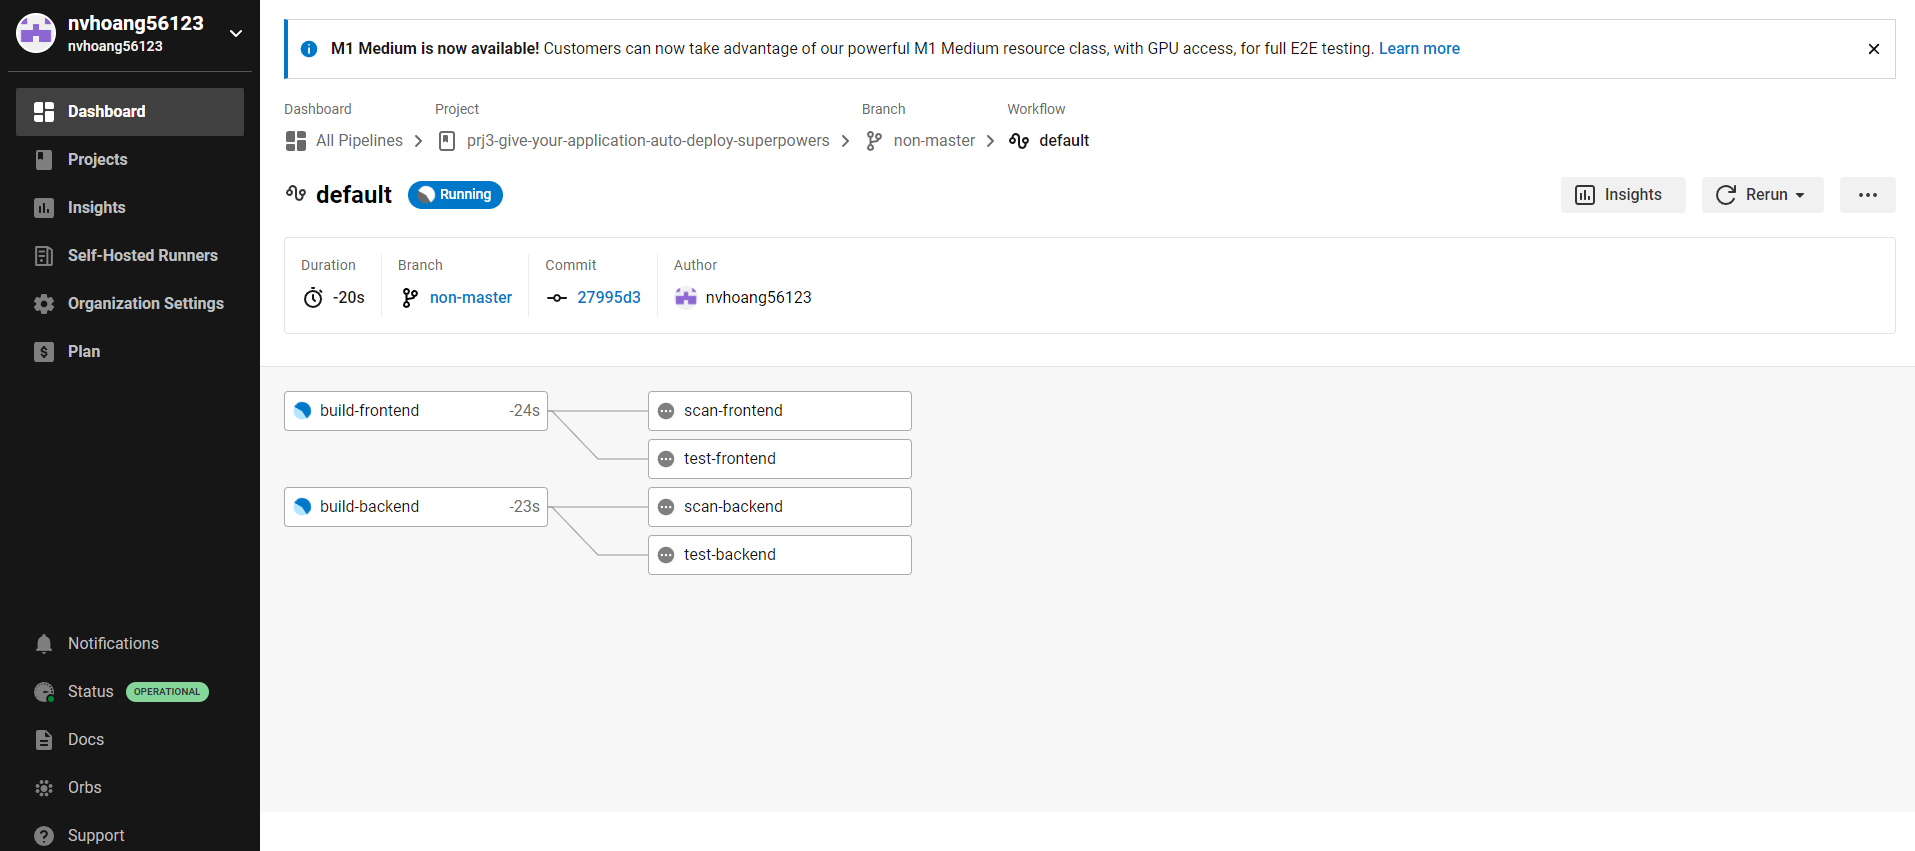 nvhoang56123
nvhoang56123
Dashboard
Projects
Insights
Self-Hosted Runners
Organization Settings
Plan
Notifications
Status OPERATIONAL
Docs
Orbs
Support
M1 Medium is now available! Customers can now take advantage of our powerful M1 Medium resource class, with GPU access, for full E2E testing. Learn more
Dashboard Project Branch Workflow
All Pipelines prj3-give-your-application-auto-deploy-superpowers non-master default
default Running Insights Rerun
Duration Branch Commit Author
-20s non-master 27995d3 nvhoang56123
build-frontend -24s scan-frontend
test-frontend
build-backend -23s scan-backend
test-backend